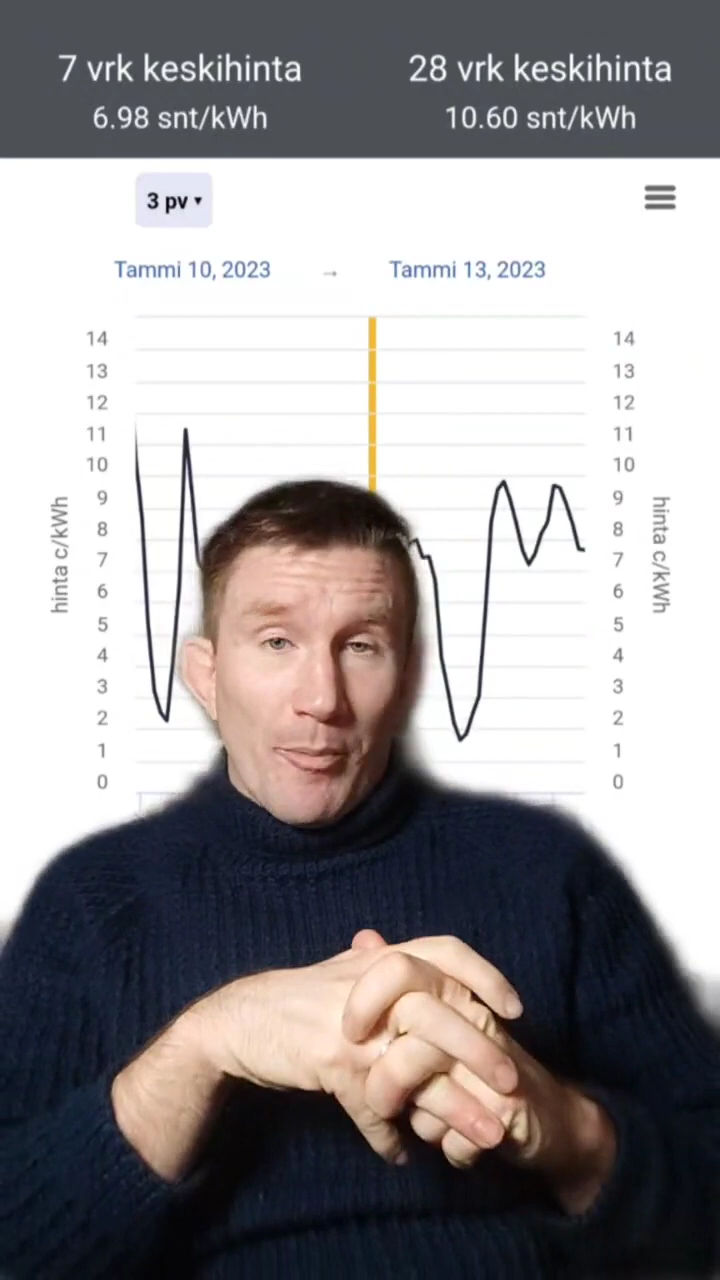 7 vrk keskihinta
6.98 snt/kWh
28 vrk keskihinta
10.60 snt/kWh
3 pv ▾
Tammi 10, 2023 → Tammi 13, 2023
14 14
13 13
12 12
11 11
10 10
9 9
8 8
7 7
6 6
5 5
4 4
3 3
2 2
1 1
0 0
hinta c/kWh
hinta c/kWh